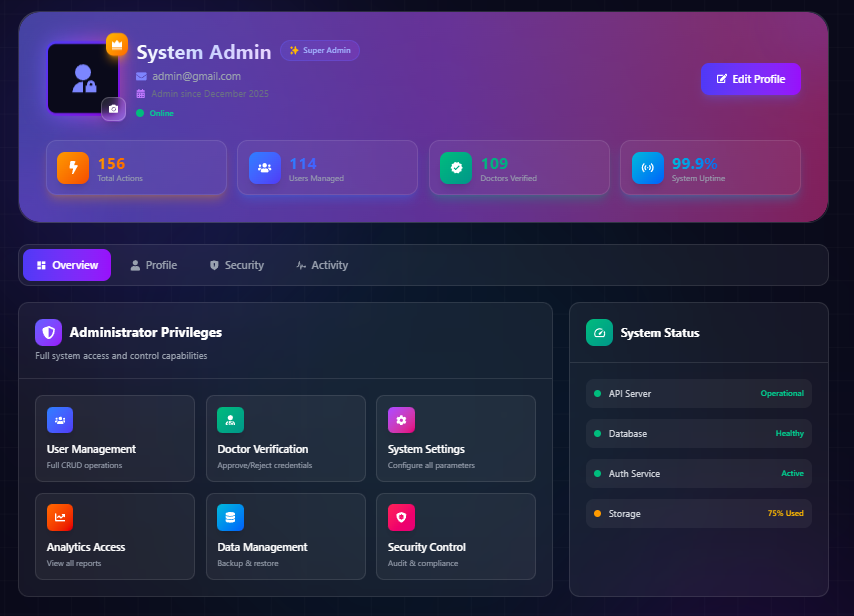 System Admin
Super Admin
admin@gmail.com
Admin since December 2025
Online
Edit Profile
156
Total Actions
114
Users Managed
109
Doctors Verified
99.9%
System Uptime
Overview
Profile
Security
Activity
Administrator Privileges
Full system access and control capabilities
User Management
Full CRUD operations
Doctor Verification
Approve/Reject credentials
System Settings
Configure all parameters
Analytics Access
View all reports
Data Management
Backup & restore
Security Control
Audit & compliance
System Status
API Server Operational
Database Healthy
Auth Service Active
Storage 75% Used